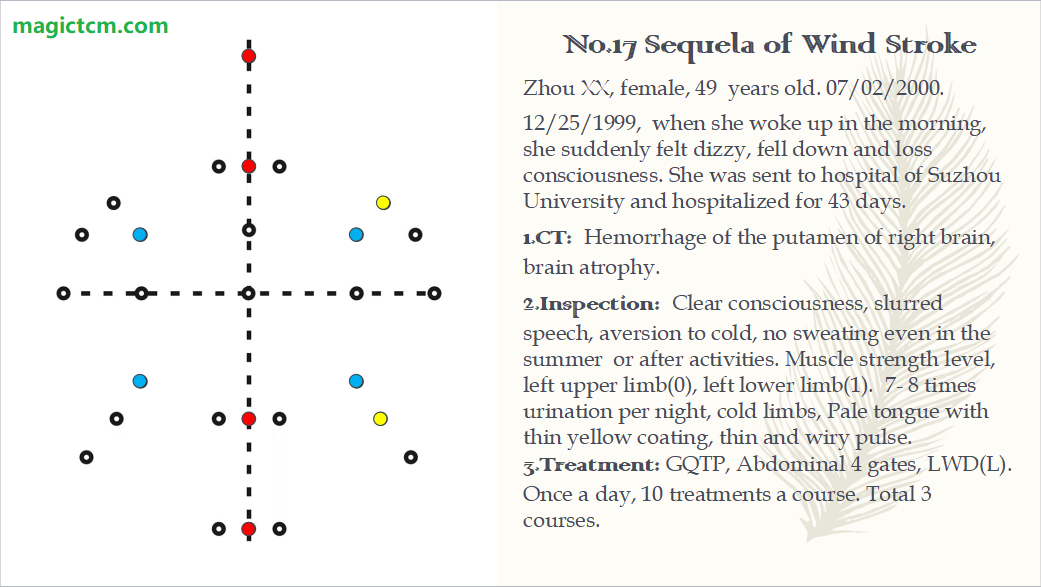 magictcm.com
No.17 Sequela of Wind Stroke
Zhou XX, female, 49 years old. 07/02/2000.
12/25/1999, when she woke up in the morning,
she suddenly felt dizzy, fell down and loss
consciousness. She was sent to hospital of Suzhou
University and hospitalized for 43 days.
1.CT: Hemorrhage of the putamen of right brain,
brain atrophy.
2.Inspection: Clear consciousness, slurred
speech, aversion to cold, no sweating even in the
summer or after activities. Muscle strength level,
left upper limb(0), left lower limb(1). 7- 8 times
urination per night, cold limbs, Pale tongue with
thin yellow coating, thin and wiry pulse.
3.Treatment: GQTP, Abdominal 4 gates, LWD(L).
Once a day, 10 treatments a course. Total 3
courses.